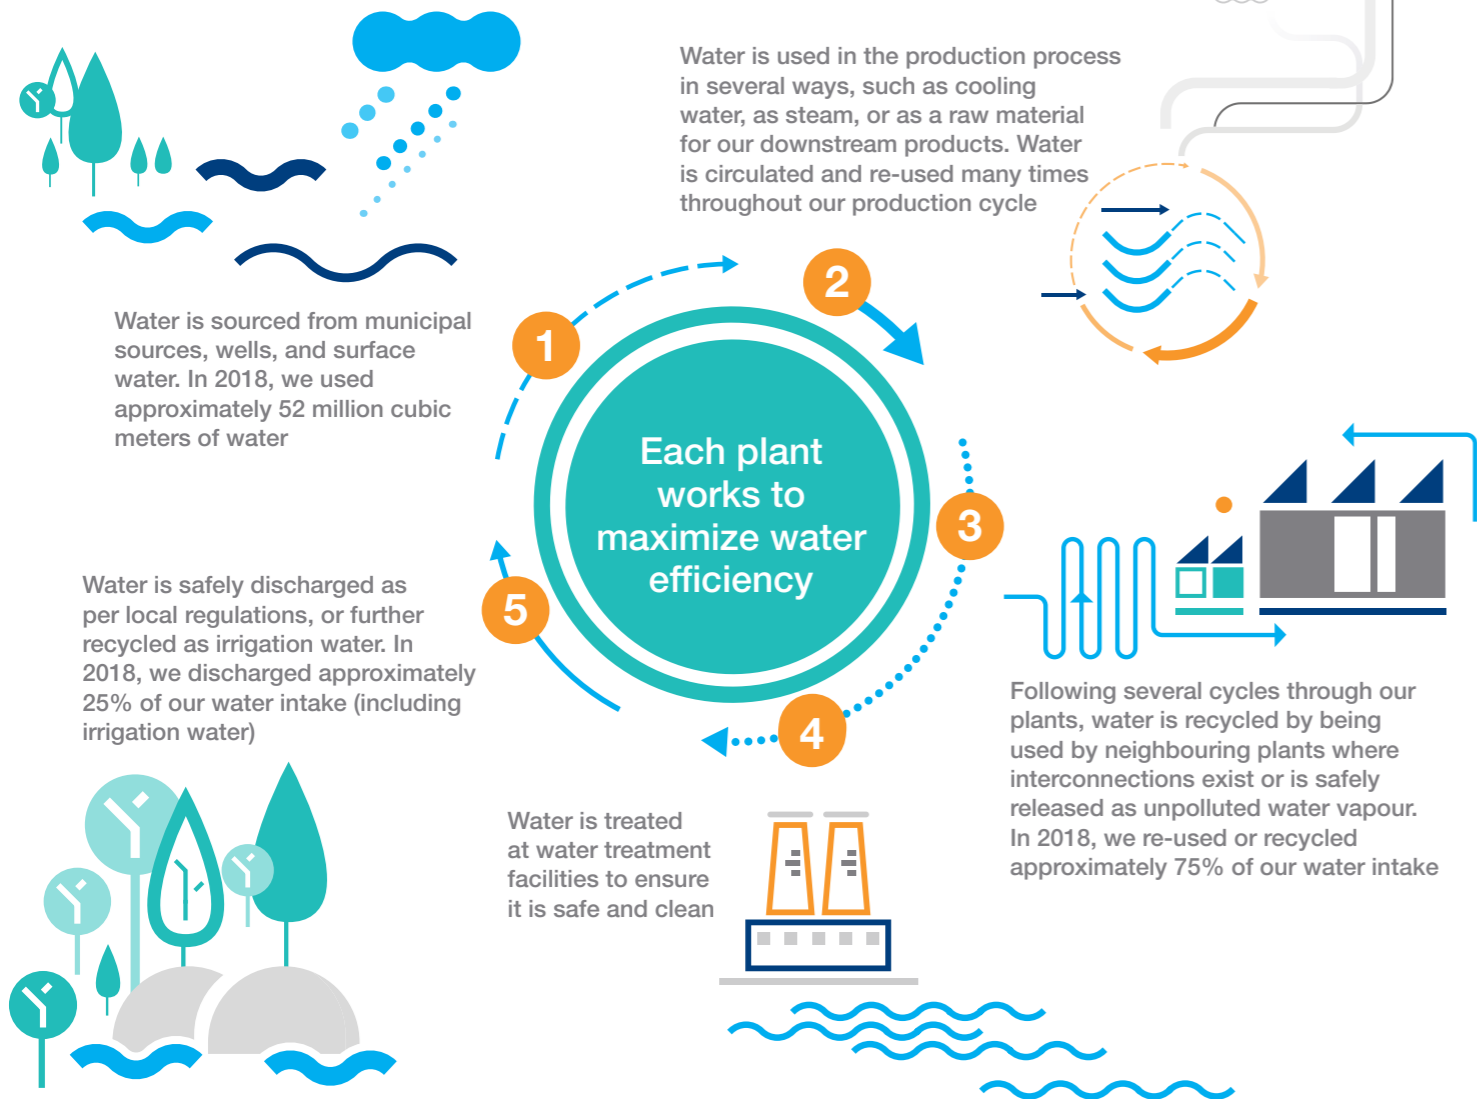 Water is sourced from municipal
sources, wells, and surface
water. In 2018, we used
approximately 52 million cubic
meters of water
1
Water is used in the production process
in several ways, such as cooling
water, as steam, or as a raw material
for our downstream products. Water
is circulated and re-used many times
throughout our production cycle
2
Each plant
works to
maximize water
efficiency
3
Following several cycles through our
plants, water is recycled by being
used by neighbouring plants where
interconnections exist or is safely
released as unpolluted water vapour.
In 2018, we re-used or recycled
approximately 75% of our water intake
4
Water is treated
at water treatment
facilities to ensure
it is safe and clean
5
Water is safely discharged as
per local regulations, or further
recycled as irrigation water. In
2018, we discharged approximately
25% of our water intake (including
irrigation water)